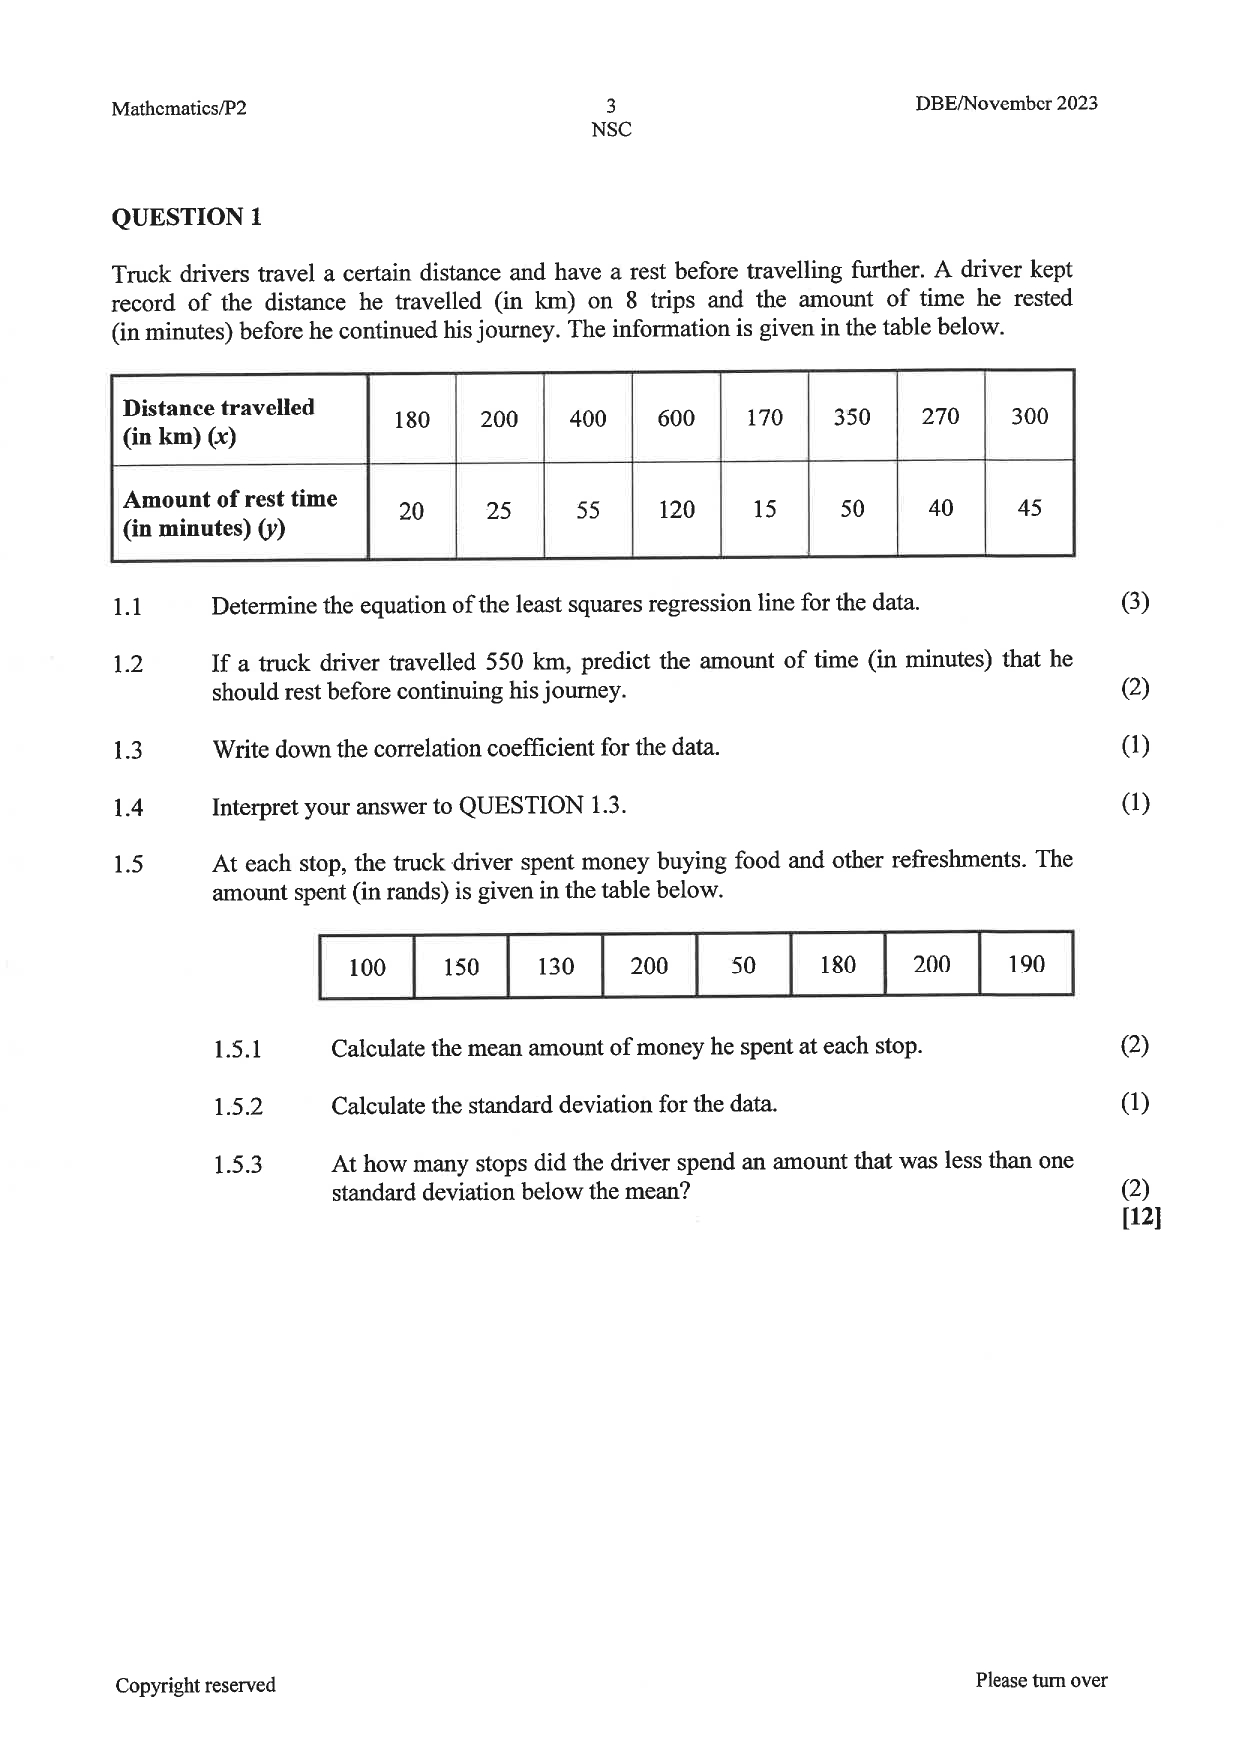 Mathematics/P2
3
DBE/November 2023
NSC
QUESTION 1
Truck drivers travel a certain distance and have a rest before travelling further. A driver kept
record of the distance he travelled (in km) on 8 trips and the amount of time he rested
(in minutes) before he continued his journey. The information is given in the table below.
Distance travelled
(in km) (x)
180 200 400 600 170 350 270 300
Amount of rest time
(in minutes) (y)
20 25 55 120 15 50 40 45
1.1 Determine the equation of the least squares regression line for the data. (3)
1.2 If a truck driver travelled 550 km, predict the amount of time (in minutes) that he
should rest before continuing his journey. (2)
1.3 Write down the correlation coefficient for the data. (1)
1.4 Interpret your answer to QUESTION 1.3. (1)
1.5 At each stop, the truck driver spent money buying food and other refreshments. The
amount spent (in rands) is given in the table below.
100 150 130 200 50 180 200 190
1.5.1 Calculate the mean amount of money he spent at each stop. (2)
1.5.2 Calculate the standard deviation for the data. (1)
1.5.3 At how many stops did the driver spend an amount that was less than one
standard deviation below the mean? (2)
[12]
Copyright reserved
Please turn over